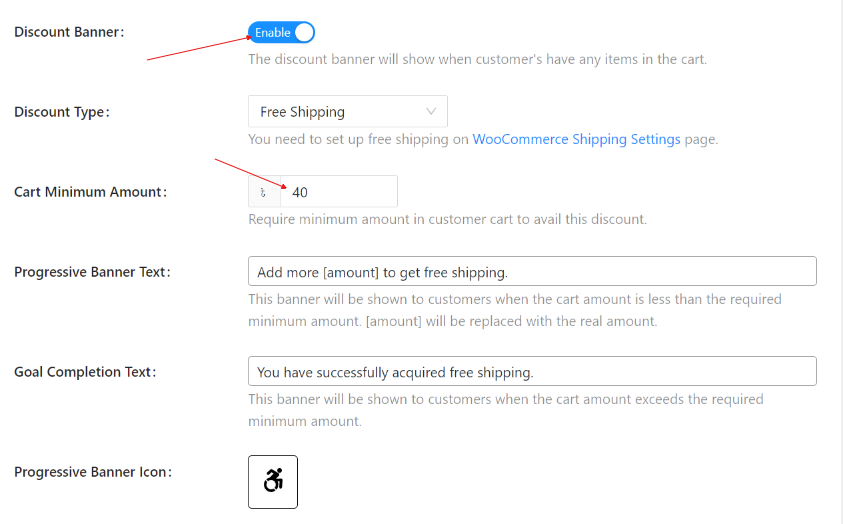 Discount Banner:
Enable
The discount banner will show when customer's have any items in the cart.
Discount Type:
Free Shipping
You need to set up free shipping on WooCommerce Shipping Settings page.
Cart Minimum Amount:
৳ 40
Require minimum amount in customer cart to avail this discount.
Progressive Banner Text:
Add more [amount] to get free shipping.
This banner will be shown to customers when the cart amount is less than the required
minimum amount. [amount] will be replaced with the real amount.
Goal Completion Text:
You have successfully acquired free shipping.
This banner will be shown to customers when the cart amount exceeds the required
minimum amount.
Progressive Banner Icon: